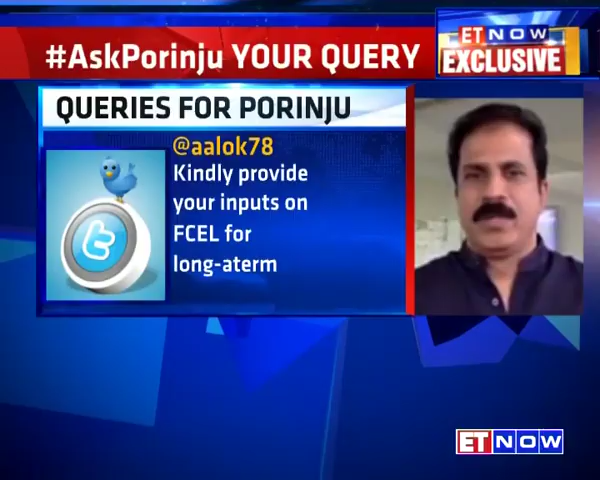 #AskPorinju YOUR QUERY
ET NOW
EXCLUSIVE
QUERIES FOR PORINJU
@aalok78
Kindly provide
your inputs on
FCEL for
long-aterm
ET NOW